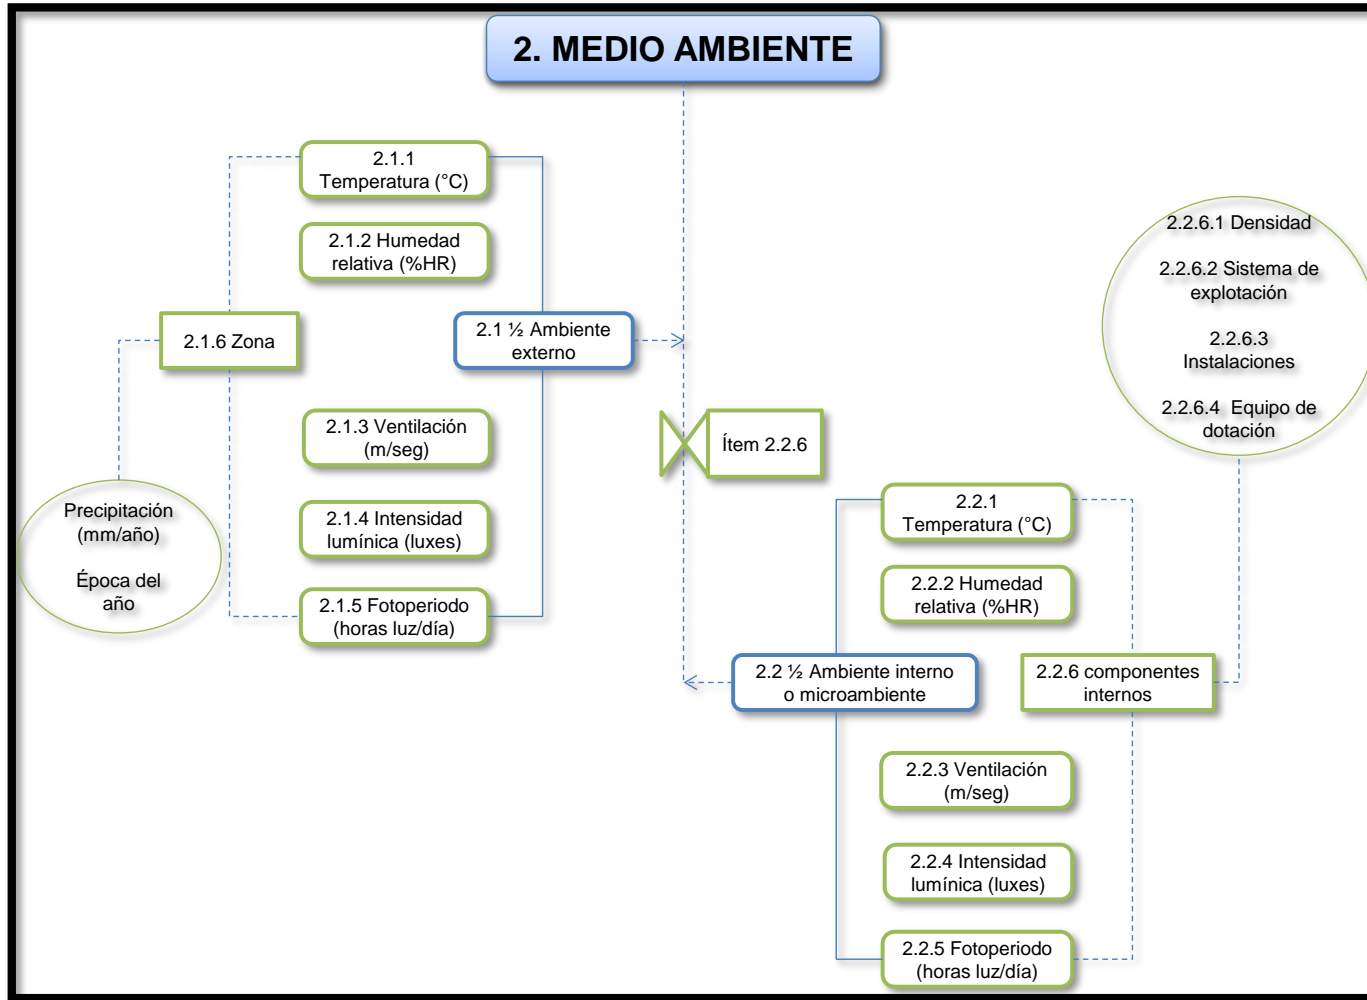 2. MEDIO AMBIENTE
2.1.1
Temperatura (°C)
2.1.2 Humedad
relativa (%HR)
2.1.6 Zona
2.1 ½ Ambiente
externo
2.1.3 Ventilación
(m/seg)
2.1.4 Intensidad
lumínica (luxes)
2.1.5 Fotoperiodo
(horas luz/día)
Precipitación
(mm/año)
Época del
año
Ítem 2.2.6
2.2.6.1 Densidad
2.2.6.2 Sistema de
explotación
2.2.6.3
Instalaciones
2.2.6.4 Equipo de
dotación
2.2.1
Temperatura (°C)
2.2.2 Humedad
relativa (%HR)
2.2 ½ Ambiente interno
o microambiente
2.2.6 componentes
internos
2.2.3 Ventilación
(m/seg)
2.2.4 Intensidad
lumínica (luxes)
2.2.5 Fotoperiodo
(horas luz/día)